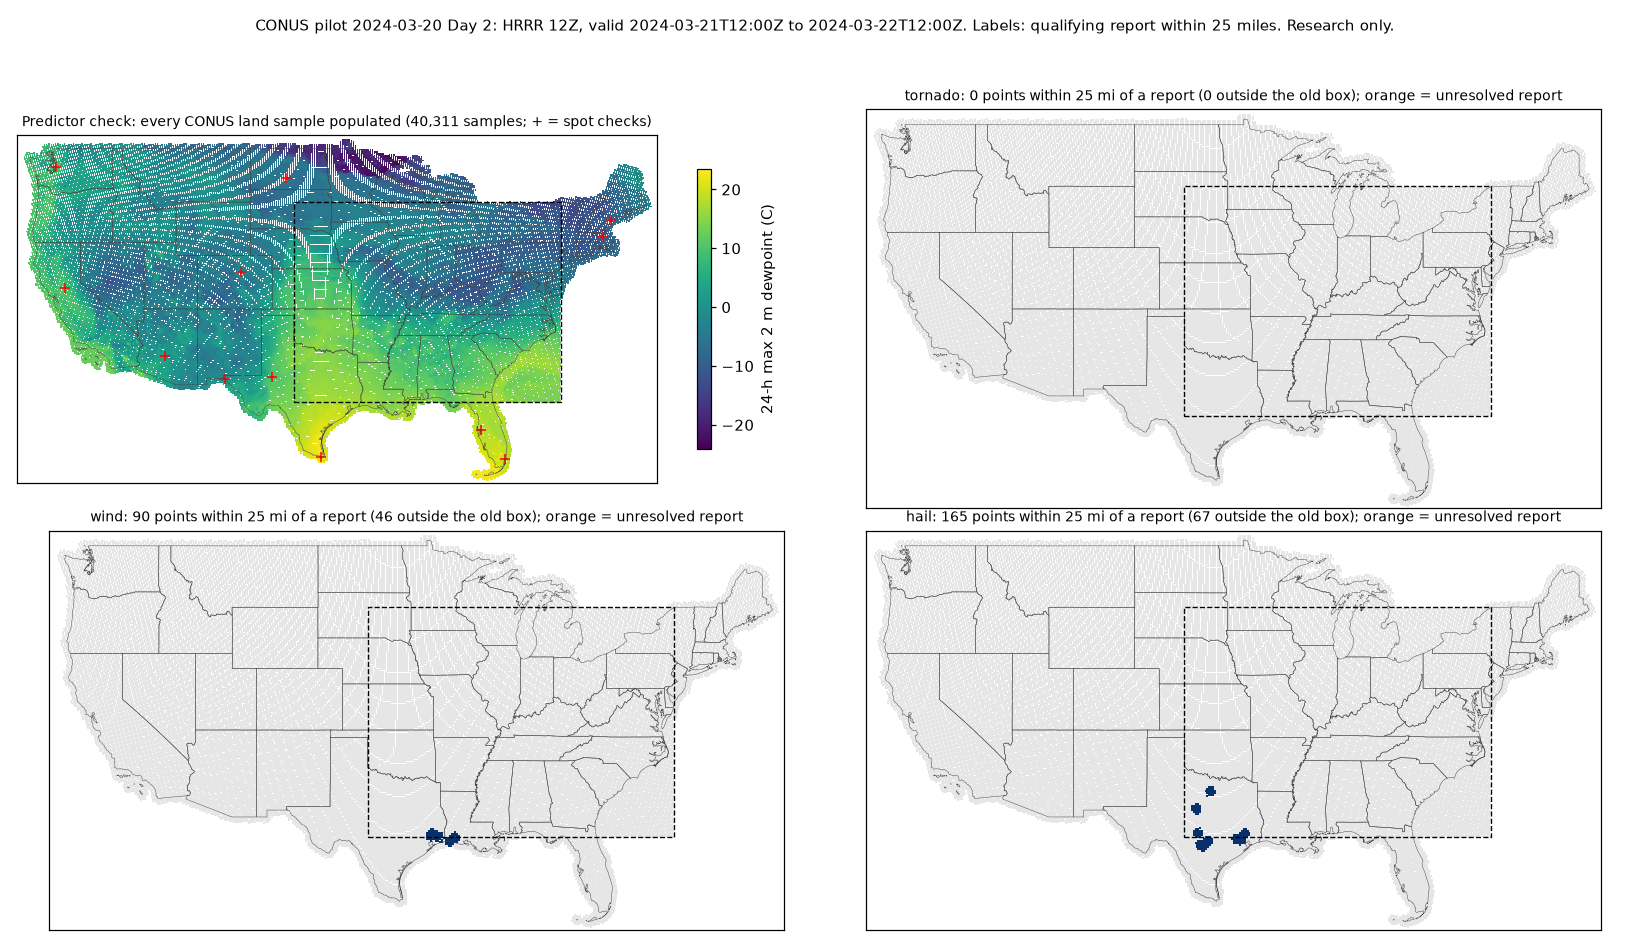 CONUS pilot 2024-03-20 Day 2: HRRR 12Z, valid 2024-03-21T12:00Z to 2024-03-22T12:00Z. Labels: qualifying report within 25 miles. Research only.
Predictor check: every CONUS land sample populated (40,311 samples; + = spot checks)
20
10
0
−10
−20
24-h max 2 m dewpoint (C)
tornado: 0 points within 25 mi of a report (0 outside the old box); orange = unresolved report
wind: 90 points within 25 mi of a report (46 outside the old box); orange = unresolved report
hail: 165 points within 25 mi of a report (67 outside the old box); orange = unresolved report